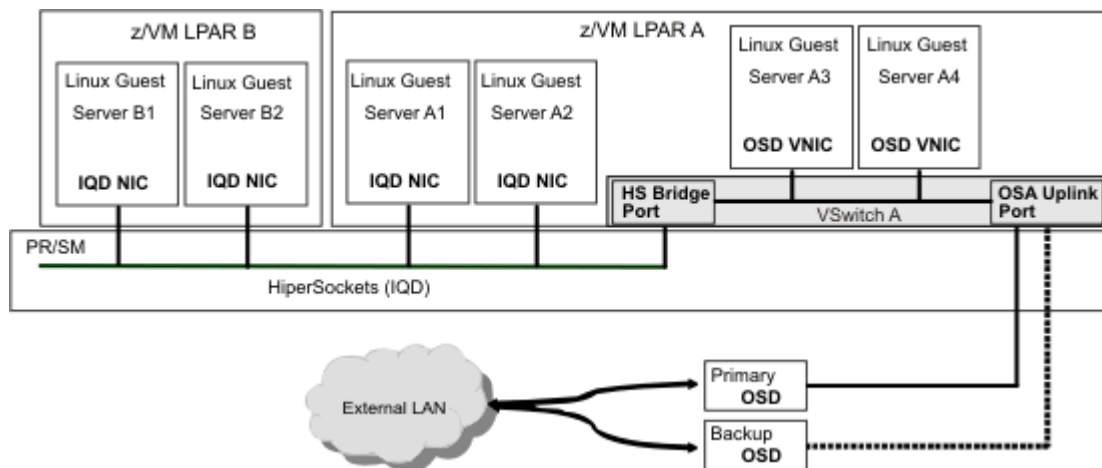 z/VM LPAR B
Linux Guest
Server B1
IQD NIC
Linux Guest
Server B2
IQD NIC
z/VM LPAR A
Linux Guest
Server A1
IQD NIC
Linux Guest
Server A2
IQD NIC
Linux Guest
Server A3
OSD VNIC
Linux Guest
Server A4
OSD VNIC
HS Bridge
Port
VSwitch A
OSA Uplink
Port
PR/SM
HiperSockets (IQD)
External LAN
Primary
OSD
Backup
OSD